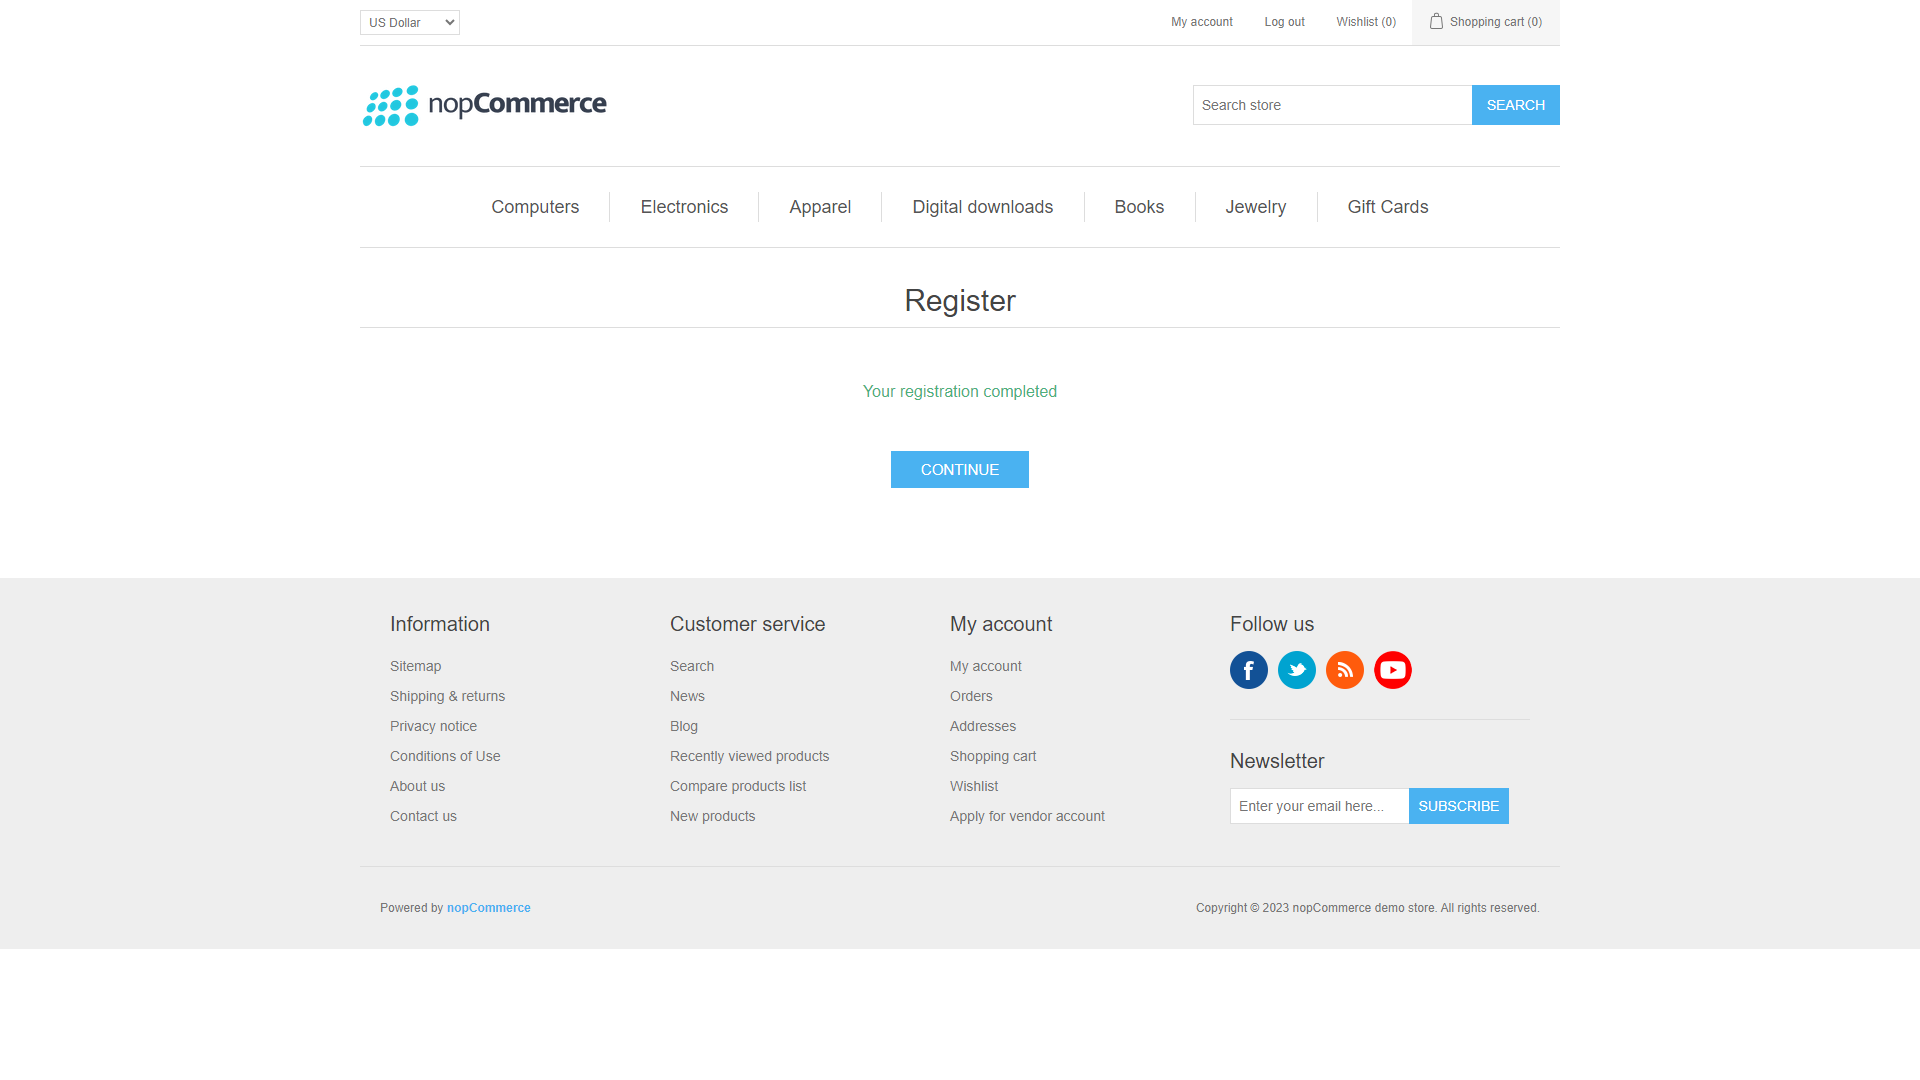 US Dollar
My account
Log out
Wishlist (0)
Shopping cart (0)
nopCommerce
Search store
SEARCH
Computers
Electronics
Apparel
Digital downloads
Books
Jewelry
Gift Cards
Register
Your registration completed
CONTINUE
Information
Sitemap
Shipping & returns
Privacy notice
Conditions of Use
About us
Contact us
Customer service
Search
News
Blog
Recently viewed products
Compare products list
New products
My account
My account
Orders
Addresses
Shopping cart
Wishlist
Apply for vendor account
Follow us
Newsletter
Enter your email here...
SUBSCRIBE
Powered by nopCommerce
Copyright © 2023 nopCommerce demo store. All rights reserved.